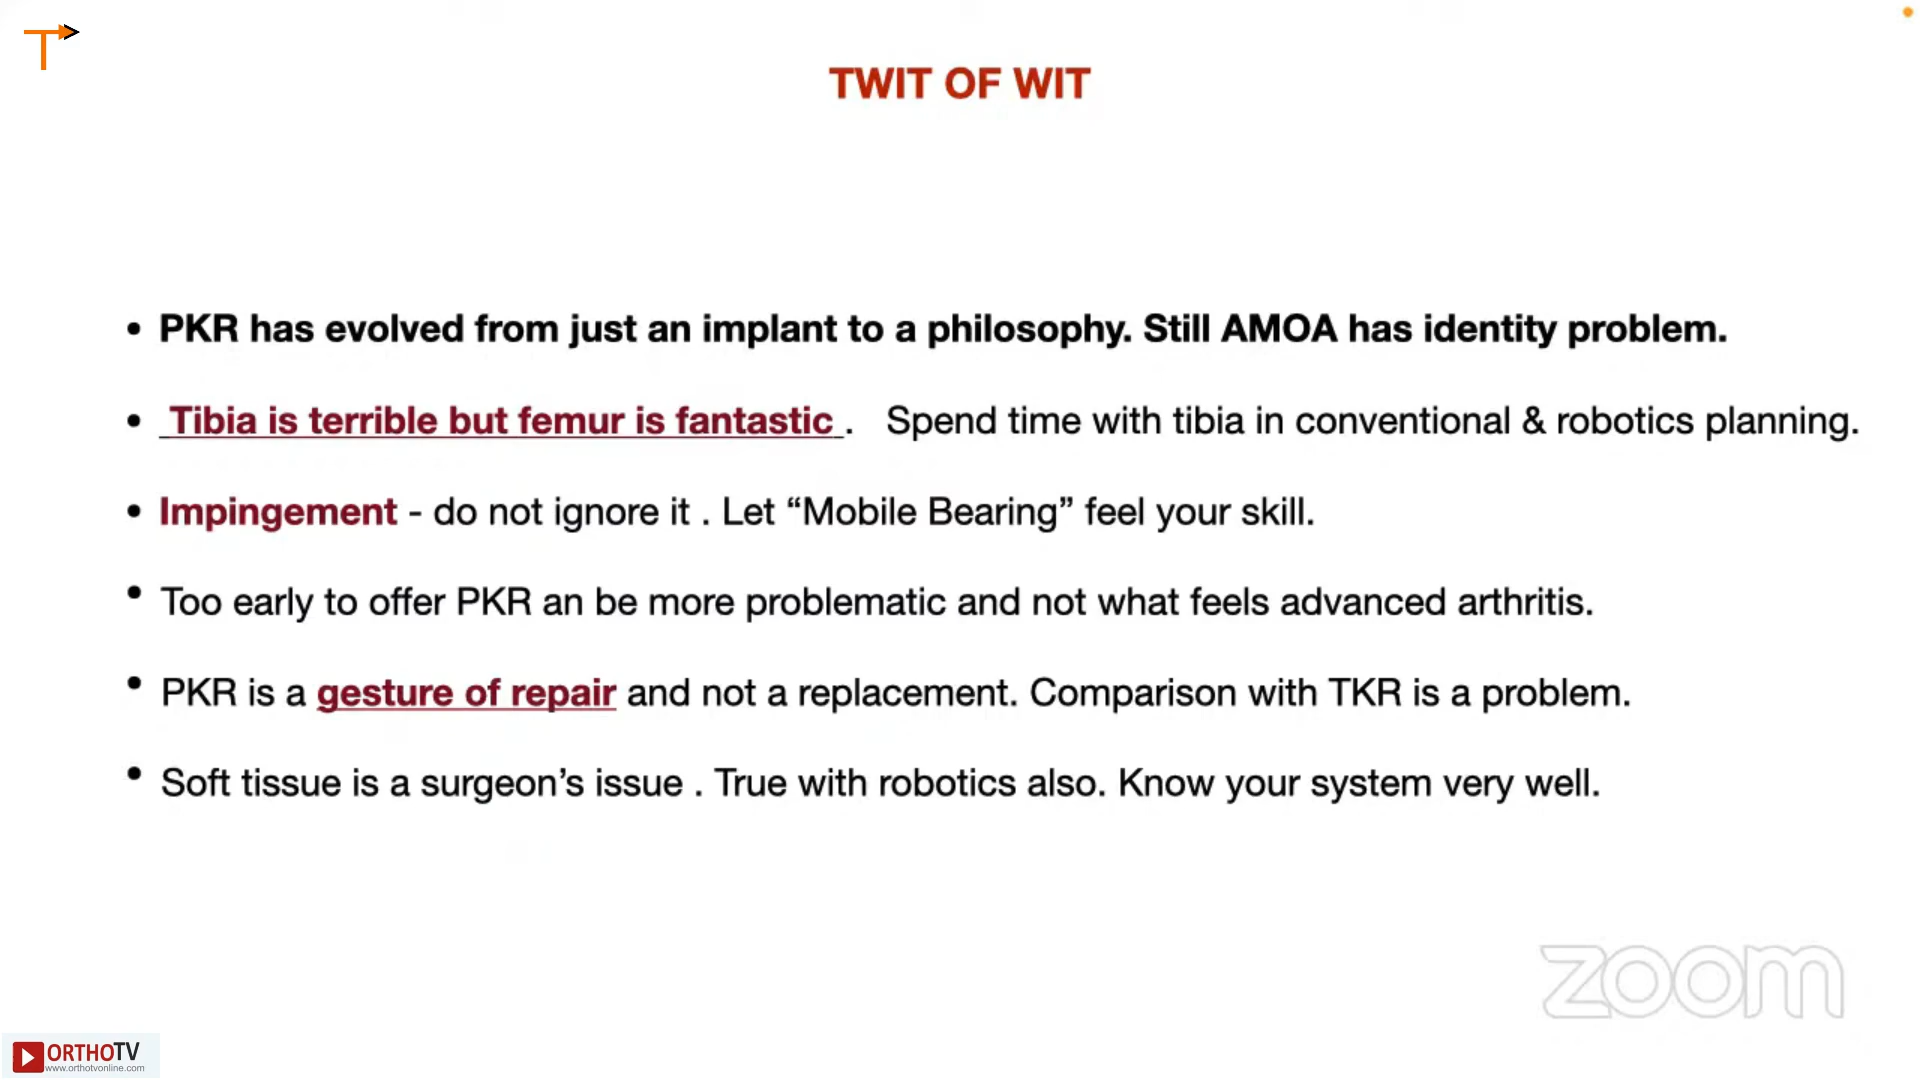 TWIT OF WIT
• PKR has evolved from just an implant to a philosophy. Still AMOA has identity problem.
• Tibia is terrible but femur is fantastic . Spend time with tibia in conventional & robotics planning.
• Impingement - do not ignore it . Let “Mobile Bearing” feel your skill.
• Too early to offer PKR an be more problematic and not what feels advanced arthritis.
• PKR is a gesture of repair and not a replacement. Comparison with TKR is a problem.
• Soft tissue is a surgeon’s issue . True with robotics also. Know your system very well.
zoom
ORTHOTV
www.orthotvonline.com